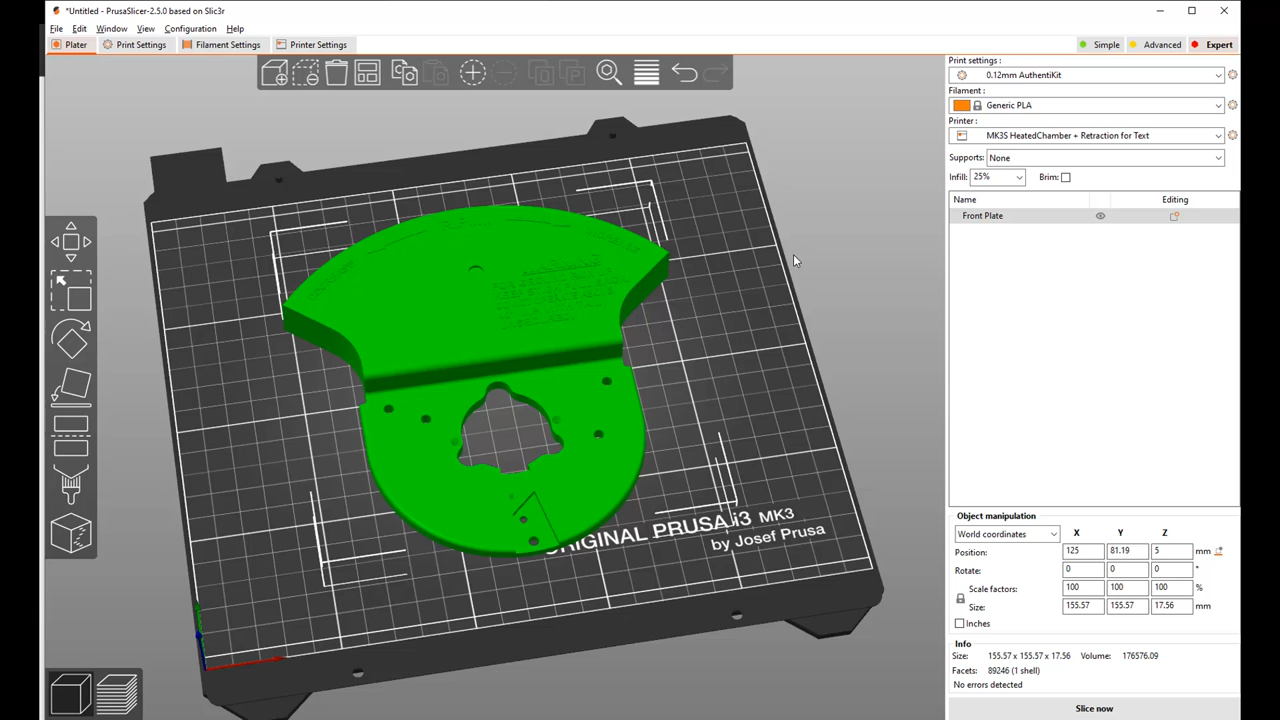 *Untitled - PrusaSlicer-2.5.0 based on Slic3r
File Edit Window View Configuration Help
Plater Print Settings Filament Settings Printer Settings Simple Advanced Expert
Print settings :
0.12mm AuthentiKit
Filament :
Generic PLA
Printer :
MK3S HeatedChamber + Retraction for Text
Supports: None
Infill: 25% Brim:
Name Editing
Front Plate
ORIGINAL PRUSA i3 MK3
by Josef Prusa
Object manipulation
World coordinates X Y Z
Position: 125 81.19 5 mm
Rotate: 0 0 0 °
Scale factors: 100 100 100 %
Size: 155.57 155.57 17.56 mm
Inches
Info
Size: 155.57 x 155.57 x 17.56 Volume: 176576.09
Facets: 89246 (1 shell)
No errors detected
Slice now